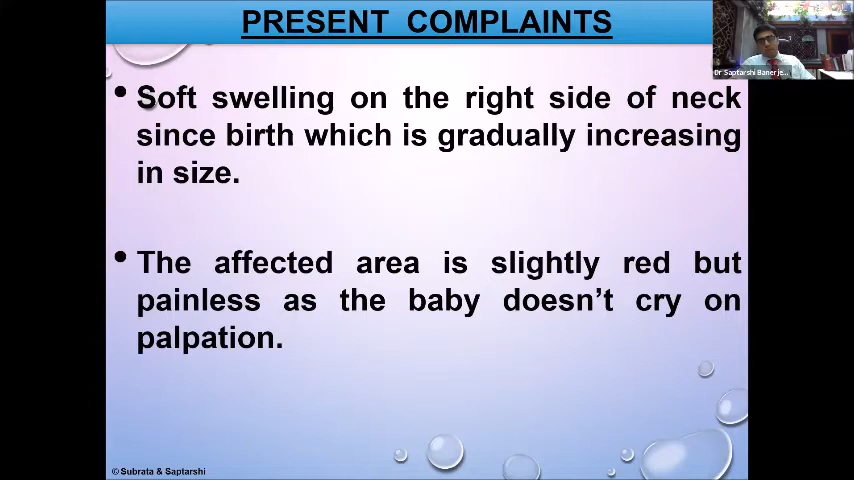 PRESENT COMPLAINTS
Dr Saptarshi Banerje...
• Soft swelling on the right side of neck
since birth which is gradually increasing
in size.
• The affected area is slightly red but
painless as the baby doesn’t cry on
palpation.
© Subrata & Saptarshi